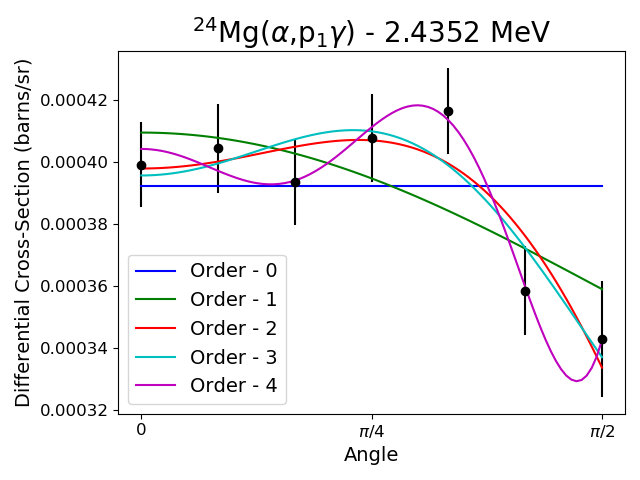 ²⁴Mg(α,p₁γ) - 2.4352 MeV
Differential Cross-Section (barns/sr)
0.00042
0.00040
0.00038
0.00036
0.00034
0.00032
Order - 0
Order - 1
Order - 2
Order - 3
Order - 4
0
π/4
π/2
Angle